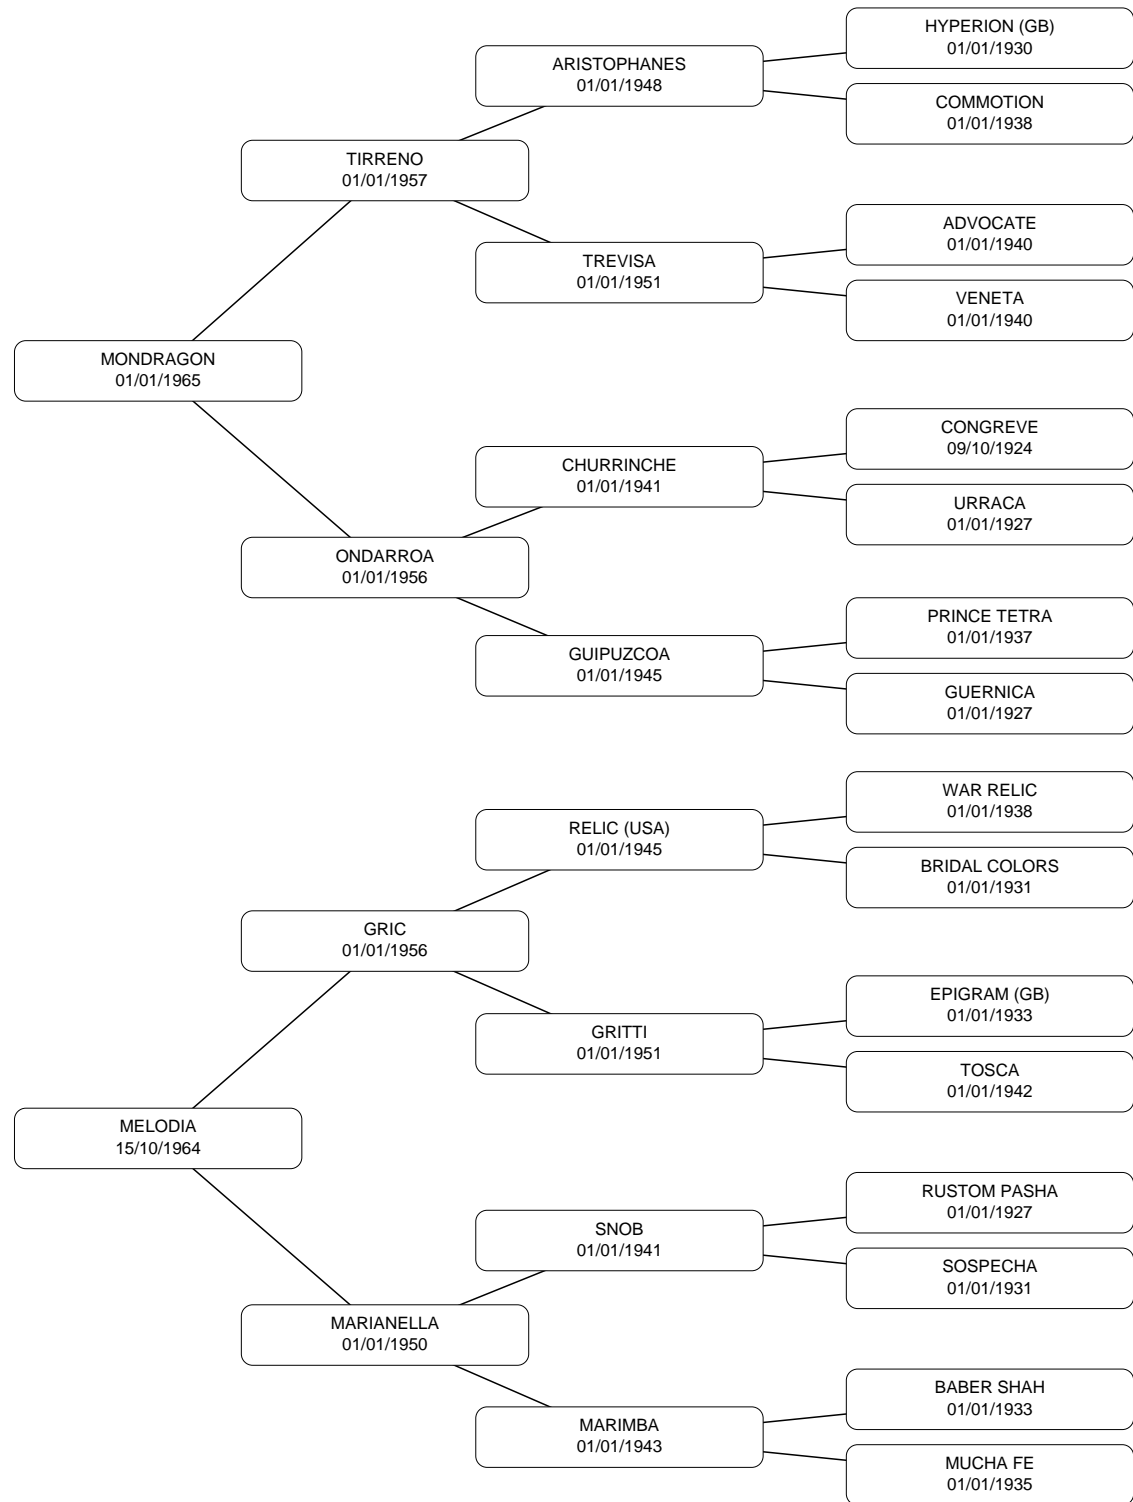 HYPERION (GB)
01/01/1930
ARISTOPHANES
01/01/1948
COMMOTION
01/01/1938
TIRRENO
01/01/1957
ADVOCATE
01/01/1940
TREVISA
01/01/1951
VENETA
01/01/1940
MONDRAGON
01/01/1965
CONGREVE
09/10/1924
CHURRINCHE
01/01/1941
URRACA
01/01/1927
ONDARROA
01/01/1956
PRINCE TETRA
01/01/1937
GUIPUZCOA
01/01/1945
GUERNICA
01/01/1927
WAR RELIC
01/01/1938
RELIC (USA)
01/01/1945
BRIDAL COLORS
01/01/1931
GRIC
01/01/1956
EPIGRAM (GB)
01/01/1933
GRITTI
01/01/1951
TOSCA
01/01/1942
MELODIA
15/10/1964
RUSTOM PASHA
01/01/1927
SNOB
01/01/1941
SOSPECHA
01/01/1931
MARIANELLA
01/01/1950
BABER SHAH
01/01/1933
MARIMBA
01/01/1943
MUCHA FE
01/01/1935